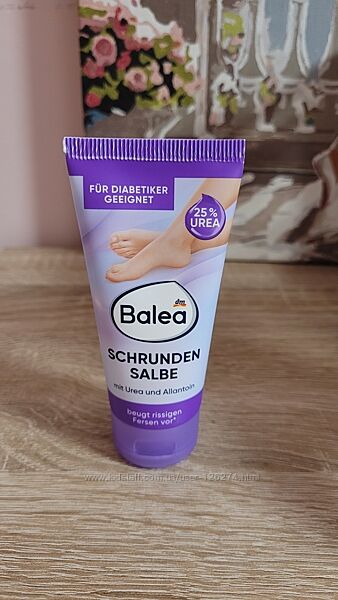 FÜR DIABETIKER
GEEIGNET
25%
UREA
dm
Balea
SCHRUNDEN
SALBE
mit Urea und Allantoin
beugt rissigen
Fersen vor*